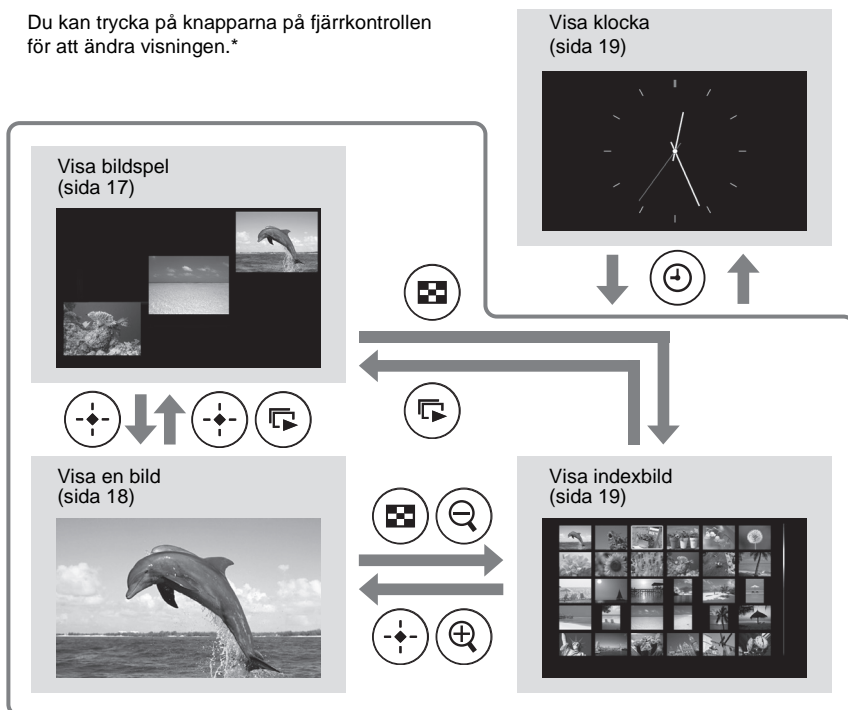 Du kan trycka på knapparna på fjärrkontrollen
för att ändra visningen.*
Visa klocka
(sida 19)
Visa bildspel
(sida 17)
Visa en bild
(sida 18)
Visa indexbild
(sida 19)